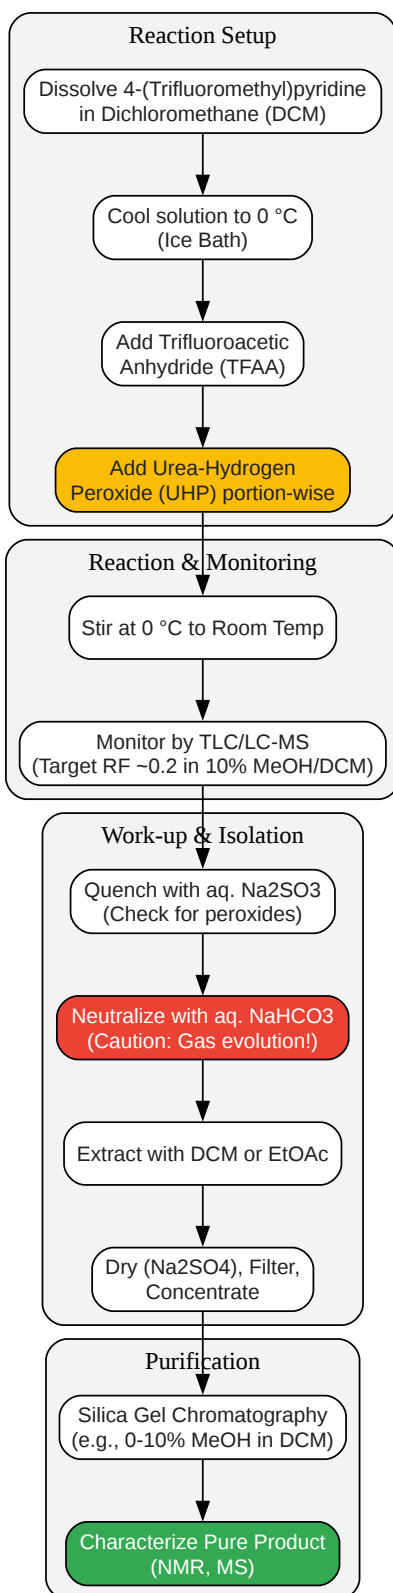 Reaction Setup
Dissolve 4-(Trifluoromethyl)pyridine
in Dichloromethane (DCM)
Cool solution to 0 °C
(Ice Bath)
Add Trifluoroacetic
Anhydride (TFAA)
Add Urea-Hydrogen
Peroxide (UHP) portion-wise
Reaction & Monitoring
Stir at 0 °C to Room Temp
Monitor by TLC/LC-MS
(Target RF ~0.2 in 10% MeOH/DCM)
Work-up & Isolation
Quench with aq. Na2SO3
(Check for peroxides)
Neutralize with aq. NaHCO3
(Caution: Gas evolution!)
Extract with DCM or EtOAc
Dry (Na2SO4), Filter,
Concentrate
Purification
Silica Gel Chromatography
(e.g., 0-10% MeOH in DCM)
Characterize Pure Product
(NMR, MS)